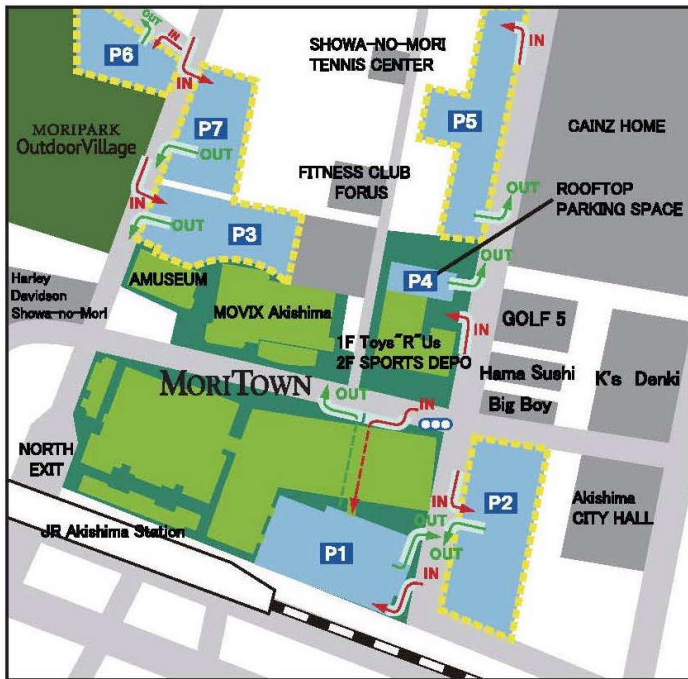 OUT
IN
P6
IN
SHOWA-NO-MORI
TENNIS CENTER
IN
P5
CAINZ HOME
MORIPARK
OutdoorVillage
P7
OUT
IN
FITNESS CLUB
FORUS
OUT
ROOFTOP
PARKING SPACE
OUT
P3
OUT
P4
Harley
Davidson
Showa-no-Mori
AMUSEUM
MOVIX Akishima
IN
GOLF 5
1F Toys"R"Us
2F SPORTS DEPO
Hama Sushi
K's Denki
Big Boy
MORITOWN
OUT
IN
NORTH
EXIT
IN
P2
Akishima
CITY HALL
JR Akishima Station
P1
OUT
OUT
IN